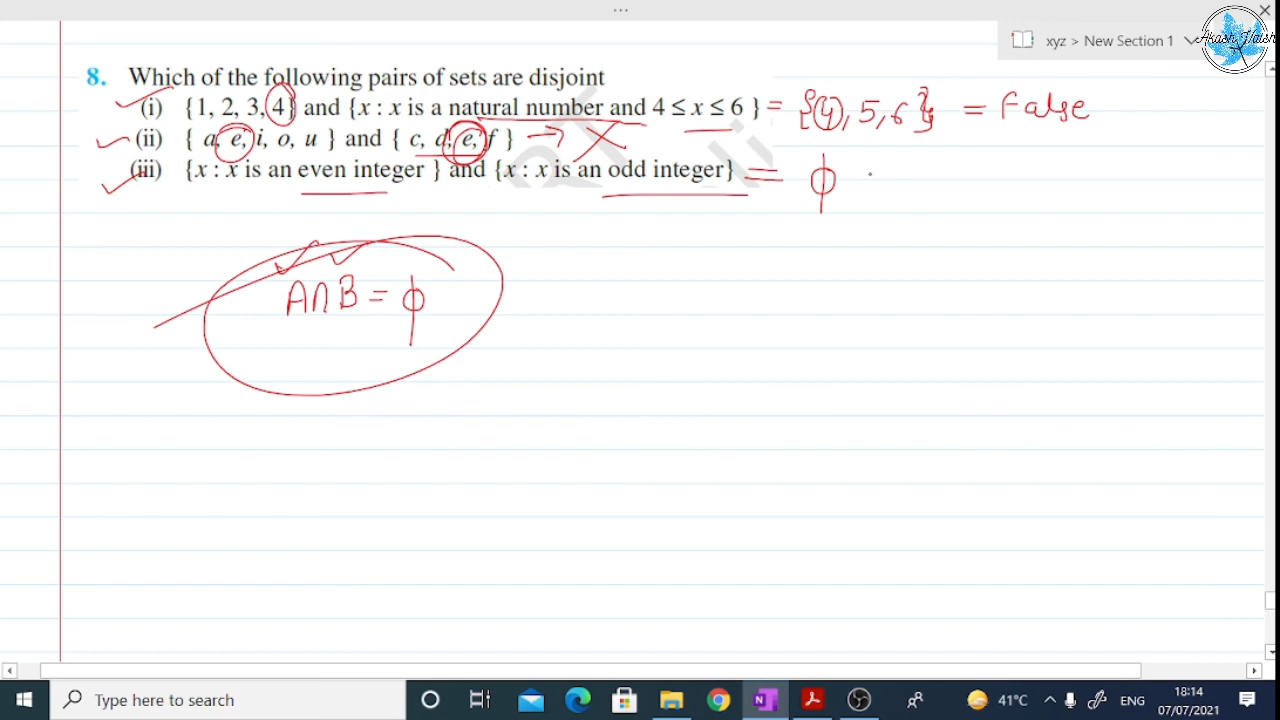 xyz > New Section 1
8. Which of the following pairs of sets are disjoint
(i) {1, 2, 3, 4} and {x : x is a natural number and 4 ≤ x ≤ 6 } = {4, 5, 6} = False
(ii) { a, e, i, o, u } and { c, d, e, f } → X
(iii) {x : x is an even integer } and {x : x is an odd integer} = φ
A∩B = φ
Type here to search
41°C ENG 18:14
07/07/2021